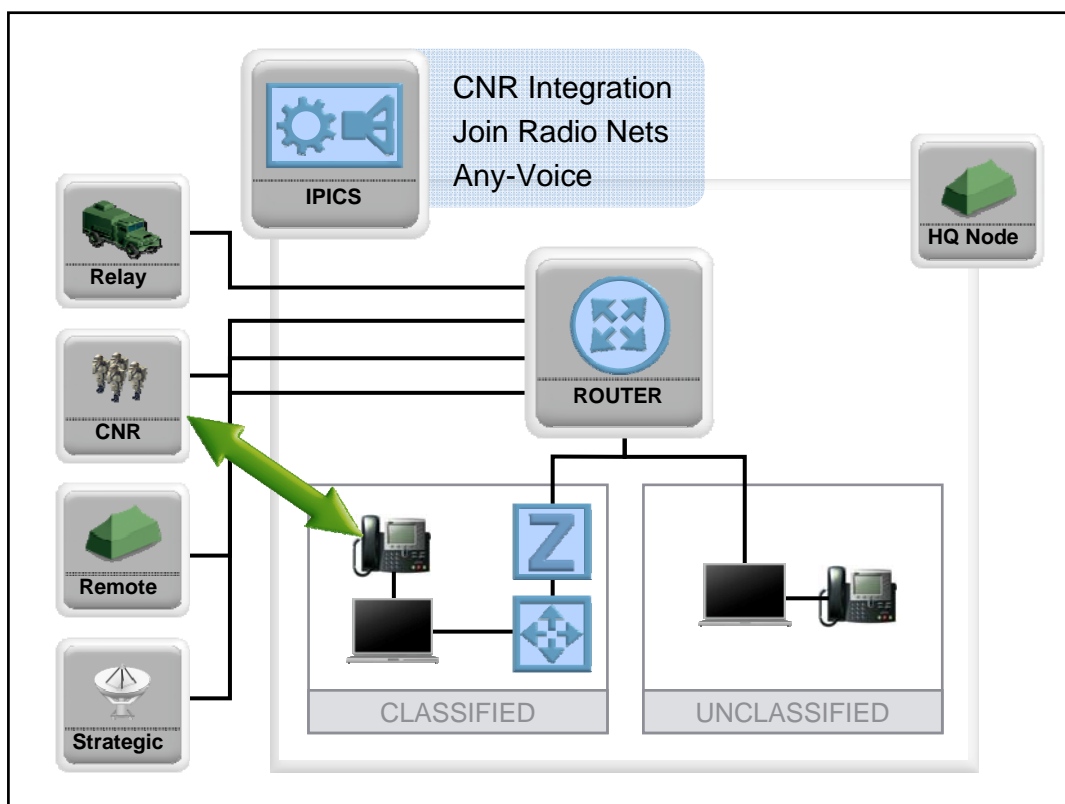 CNR Integration
Join Radio Nets
Any-Voice
IPICS
HQ Node
Relay
ROUTER
CNR
Z
Remote
Strategic
CLASSIFIED
UNCLASSIFIED